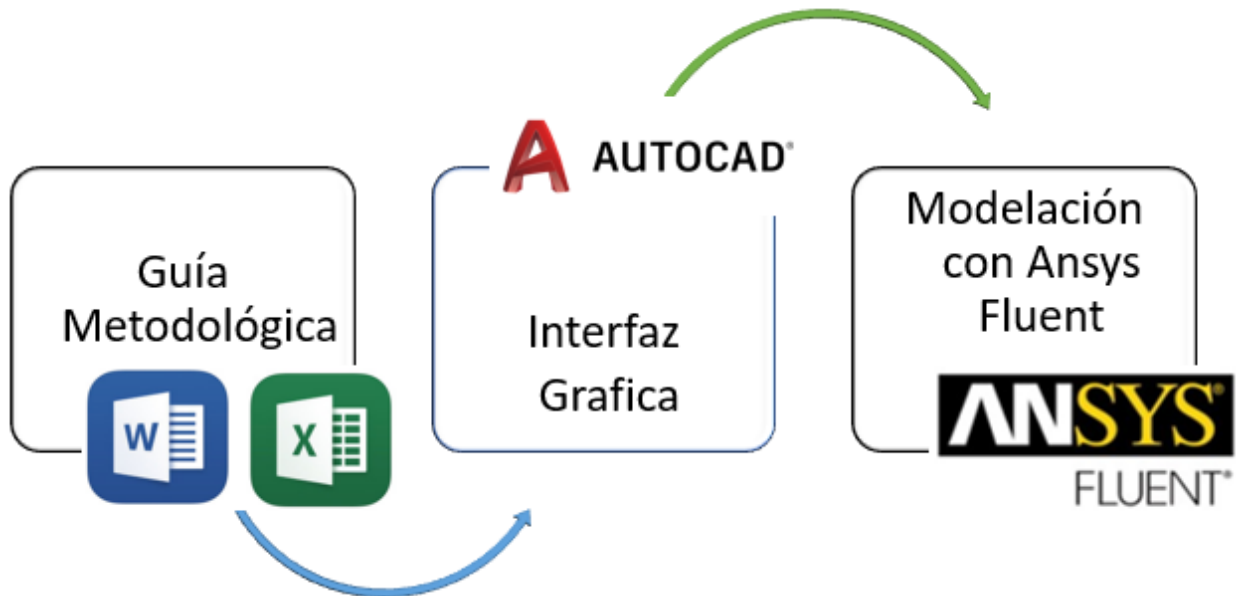 Guía
Metodológica
W
X
AUTOCAD®
Interfaz
Grafica
Modelación
con Ansys
Fluent
ANSYS®
FLUENT®